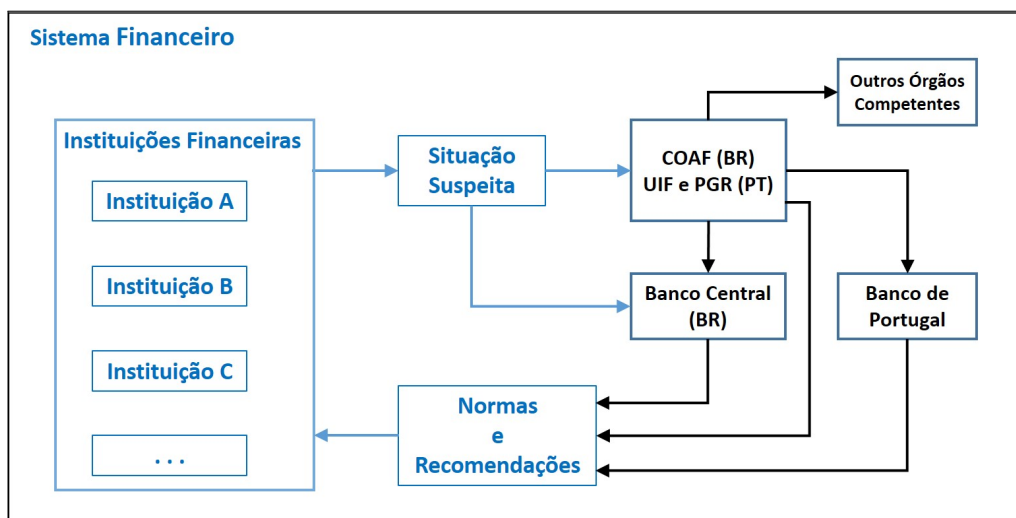 Sistema Financeiro
Outros Órgãos
Competentes
Instituições Financeiras
Instituição A
Instituição B
Instituição C
...
Situação
Suspeita
COAF (BR)
UIF e PGR (PT)
Banco Central
(BR)
Banco de
Portugal
Normas
e
Recomendações